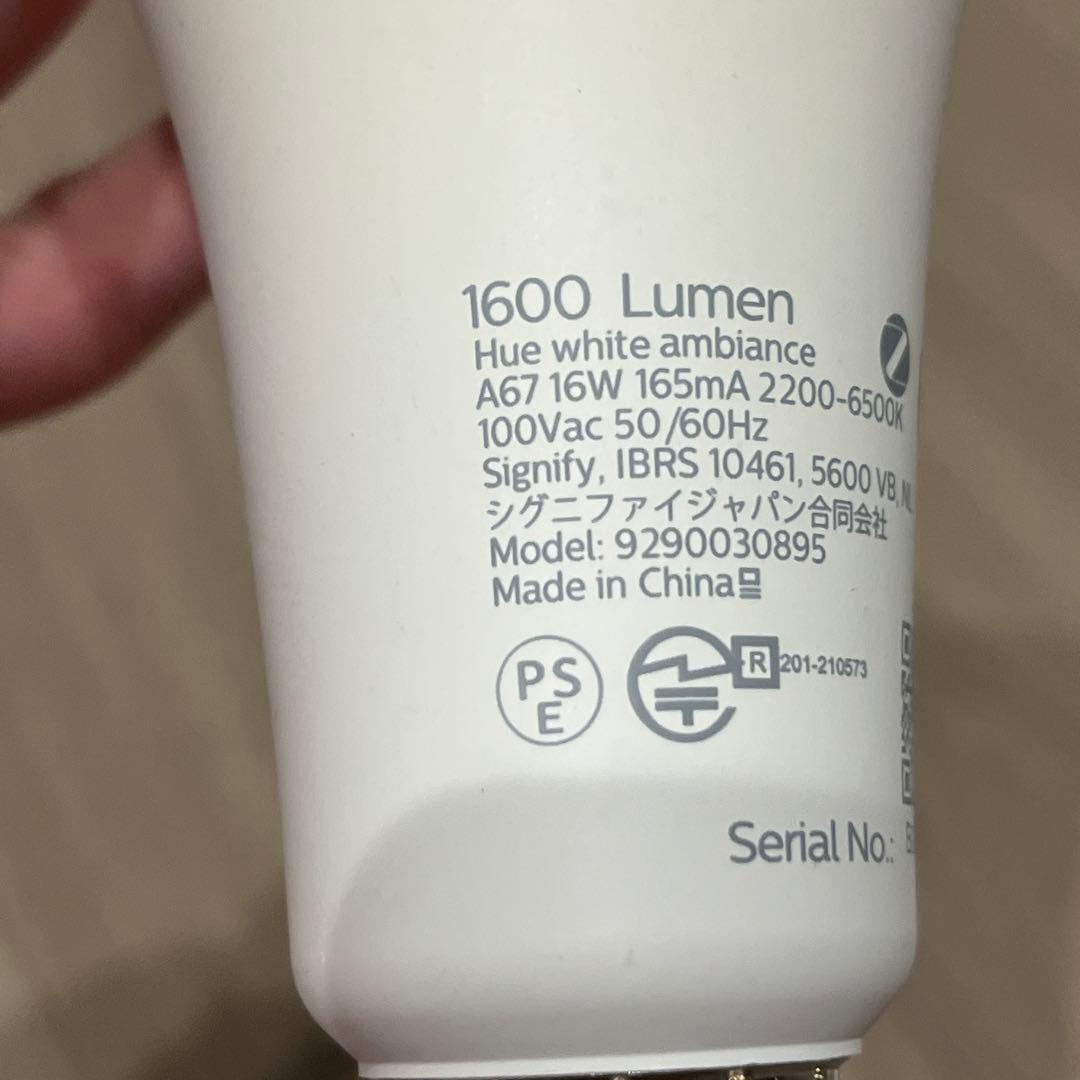 1600 Lumen
Hue white ambiance
A67 16W 165mA 2200-6500K
100Vac 50/60Hz
Signify, IBRS 10461, 5600 VB, NL
シグニファイジャパン合同会社
Model: 9290030895
Made in China
PS
E
R 201-210573
Serial No.: